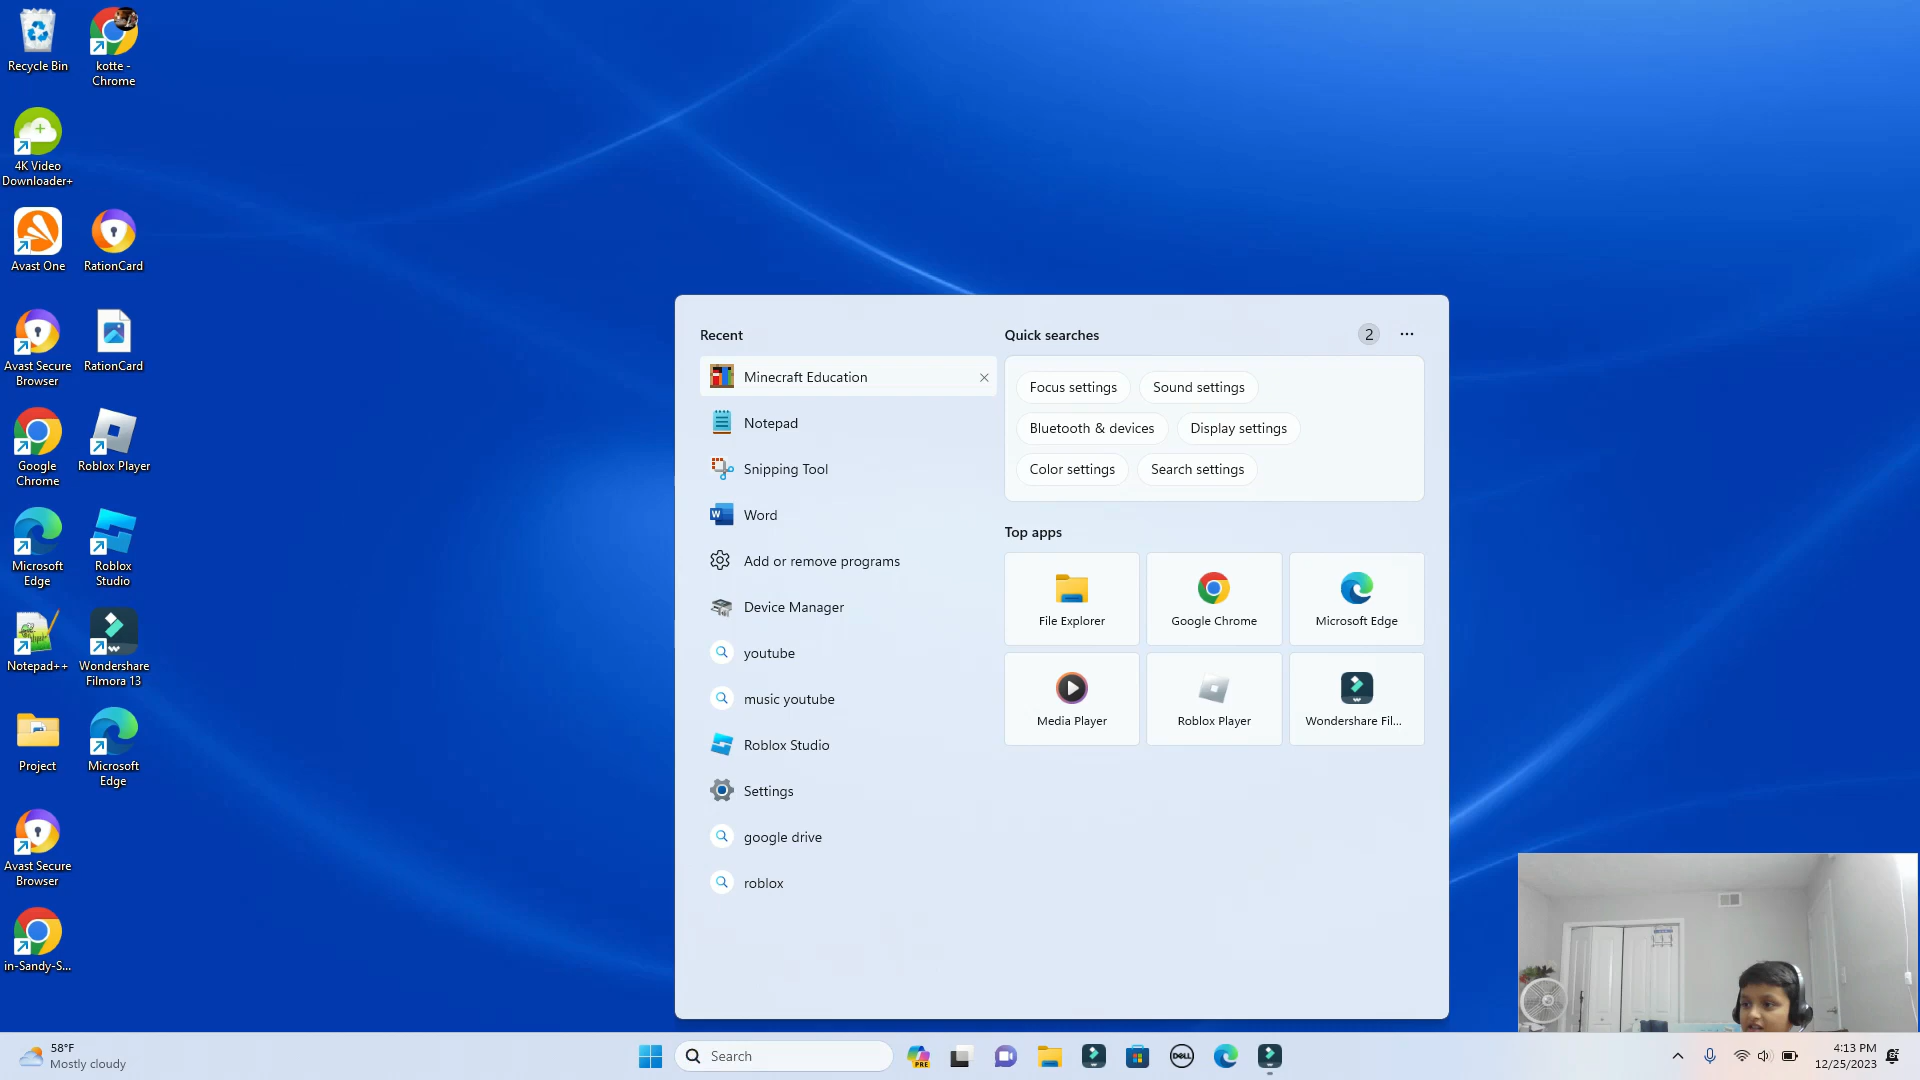 Recycle Bin
kotte -
Chrome
4K Video
Downloader+
Avast One
RationCard
Avast Secure
Browser
RationCard
Google
Chrome
Roblox Player
Microsoft
Edge
Roblox
Studio
Notepad++
Wondershare
Filmora 13
Project
Microsoft
Edge
Avast Secure
Browser
in-Sandy-S...
Recent
Minecraft Education
Notepad
Snipping Tool
Word
Add or remove programs
Device Manager
youtube
music youtube
Roblox Studio
Settings
google drive
roblox
Quick searches
2
Focus settings
Sound settings
Bluetooth & devices
Display settings
Color settings
Search settings
Top apps
File Explorer
Google Chrome
Microsoft Edge
Media Player
Roblox Player
Wondershare Fil...
58°F
Mostly cloudy
Search
PRE
DELL
4:13 PM
12/25/2023